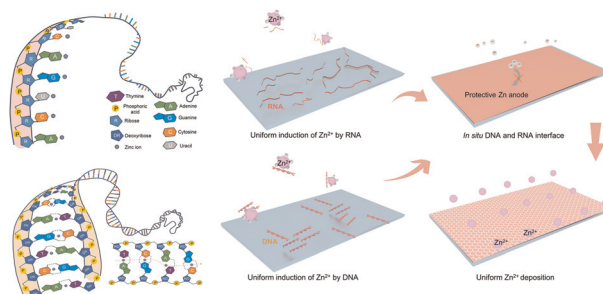 P
R
A
G
U
C
Thymine
Phosphoric
acid
Ribose
Deoxyribose
Zinc ion
Adenine
Guanine
Cytosine
Uracil
T
P
R
DR
A
G
C
U
Zn²⁺
RNA
Uniform induction of Zn²⁺ by RNA
Protective Zn anode
In situ DNA and RNA interface
Zn²⁺
DNA
Uniform induction of Zn²⁺ by DNA
Zn²⁺
Zn²⁺
Zn²⁺
Uniform Zn²⁺ deposition